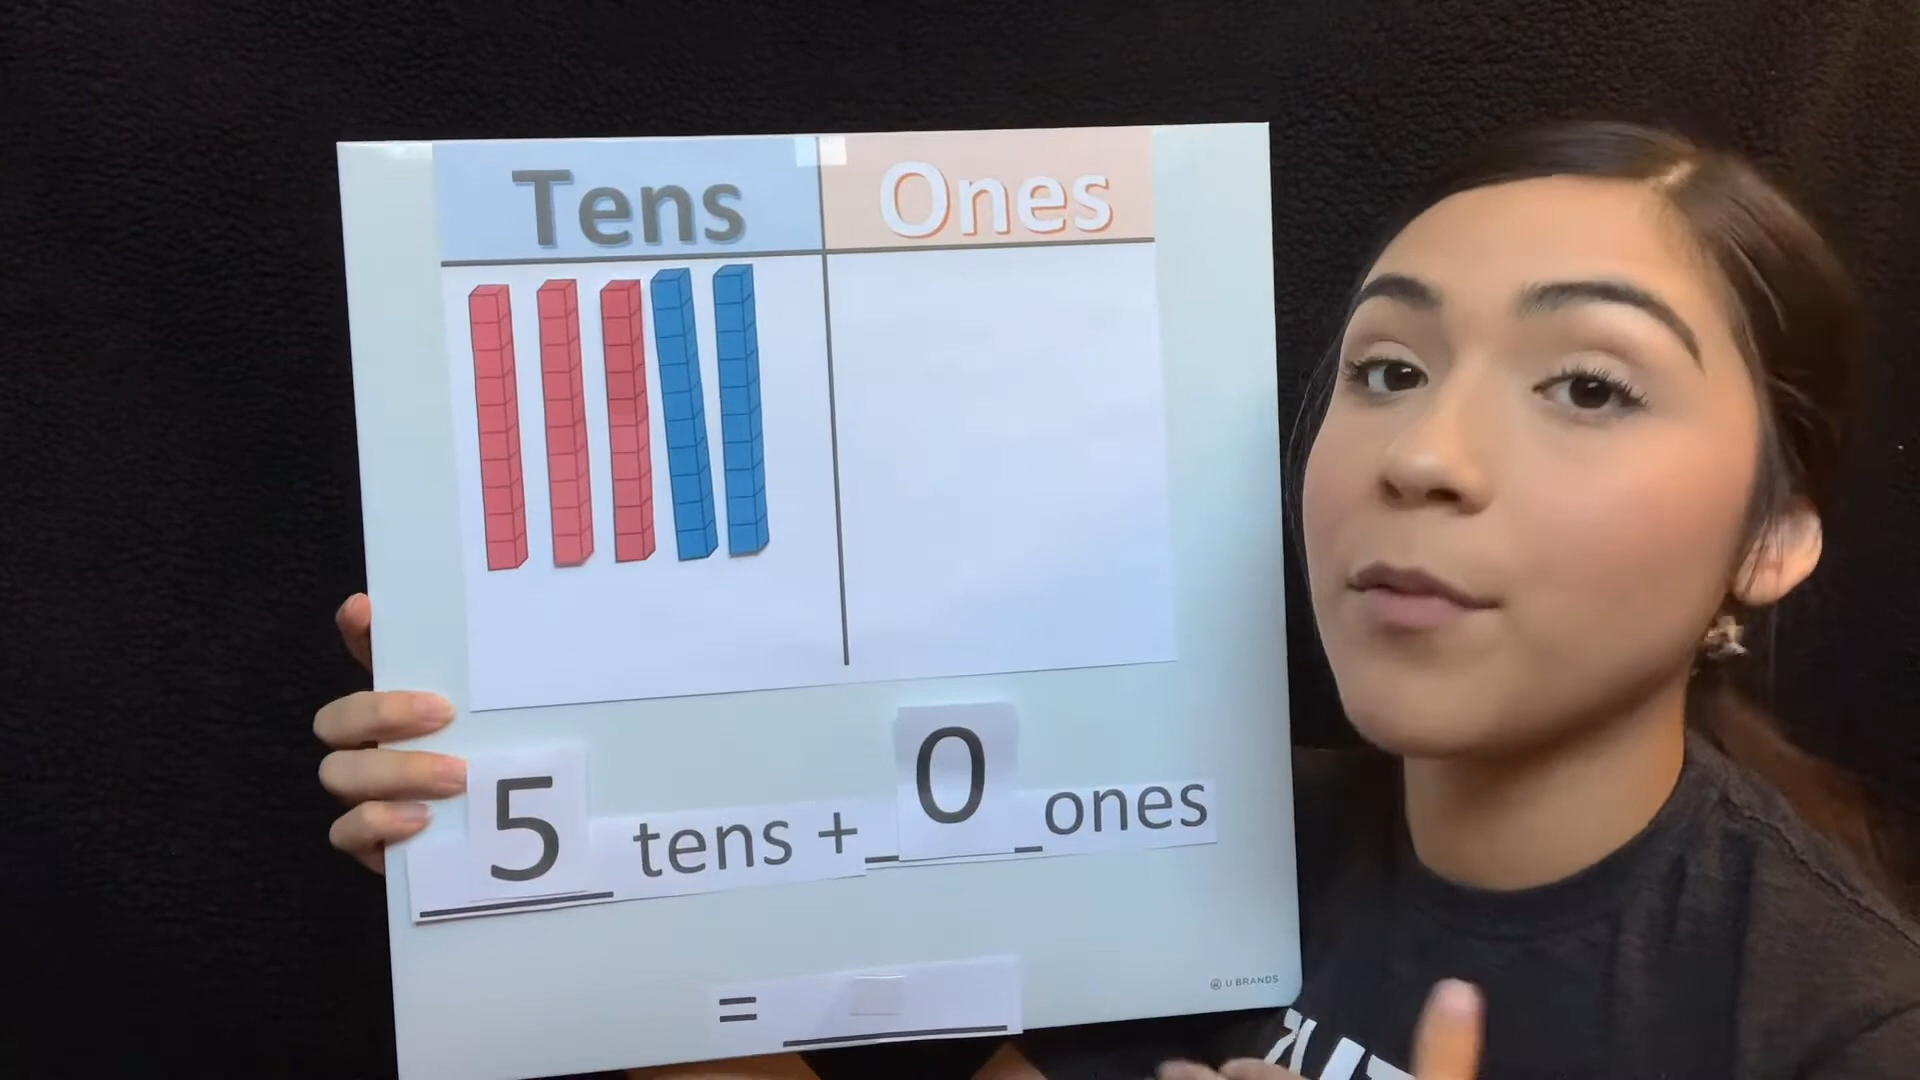 Tens Ones
5 tens + 0 ones
=
U BRANDS